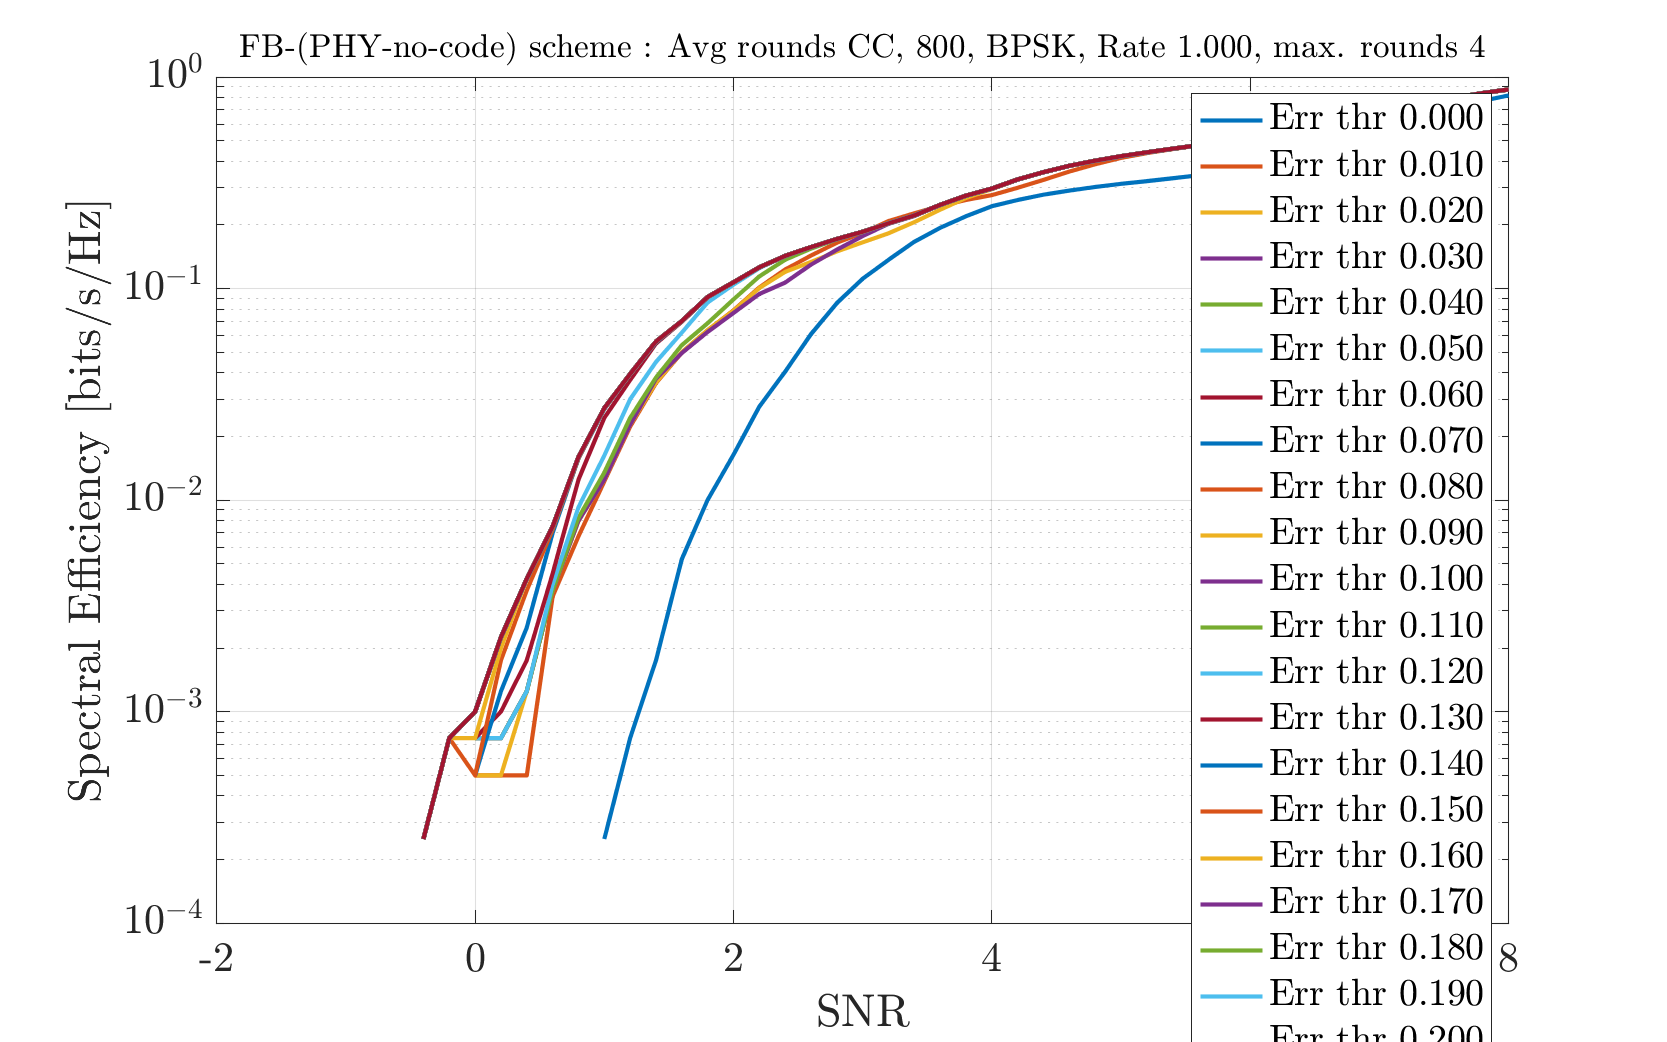 FB-(PHY-no-code) scheme : Avg rounds CC, 800, BPSK, Rate 1.000, max. rounds 4
10^0
10^−1
10^−2
10^−3
10^−4
Spectral Efficiency [bits/s/Hz]
-2
0
2
4
8
SNR
Err thr 0.000
Err thr 0.010
Err thr 0.020
Err thr 0.030
Err thr 0.040
Err thr 0.050
Err thr 0.060
Err thr 0.070
Err thr 0.080
Err thr 0.090
Err thr 0.100
Err thr 0.110
Err thr 0.120
Err thr 0.130
Err thr 0.140
Err thr 0.150
Err thr 0.160
Err thr 0.170
Err thr 0.180
Err thr 0.190
Err thr 0.200